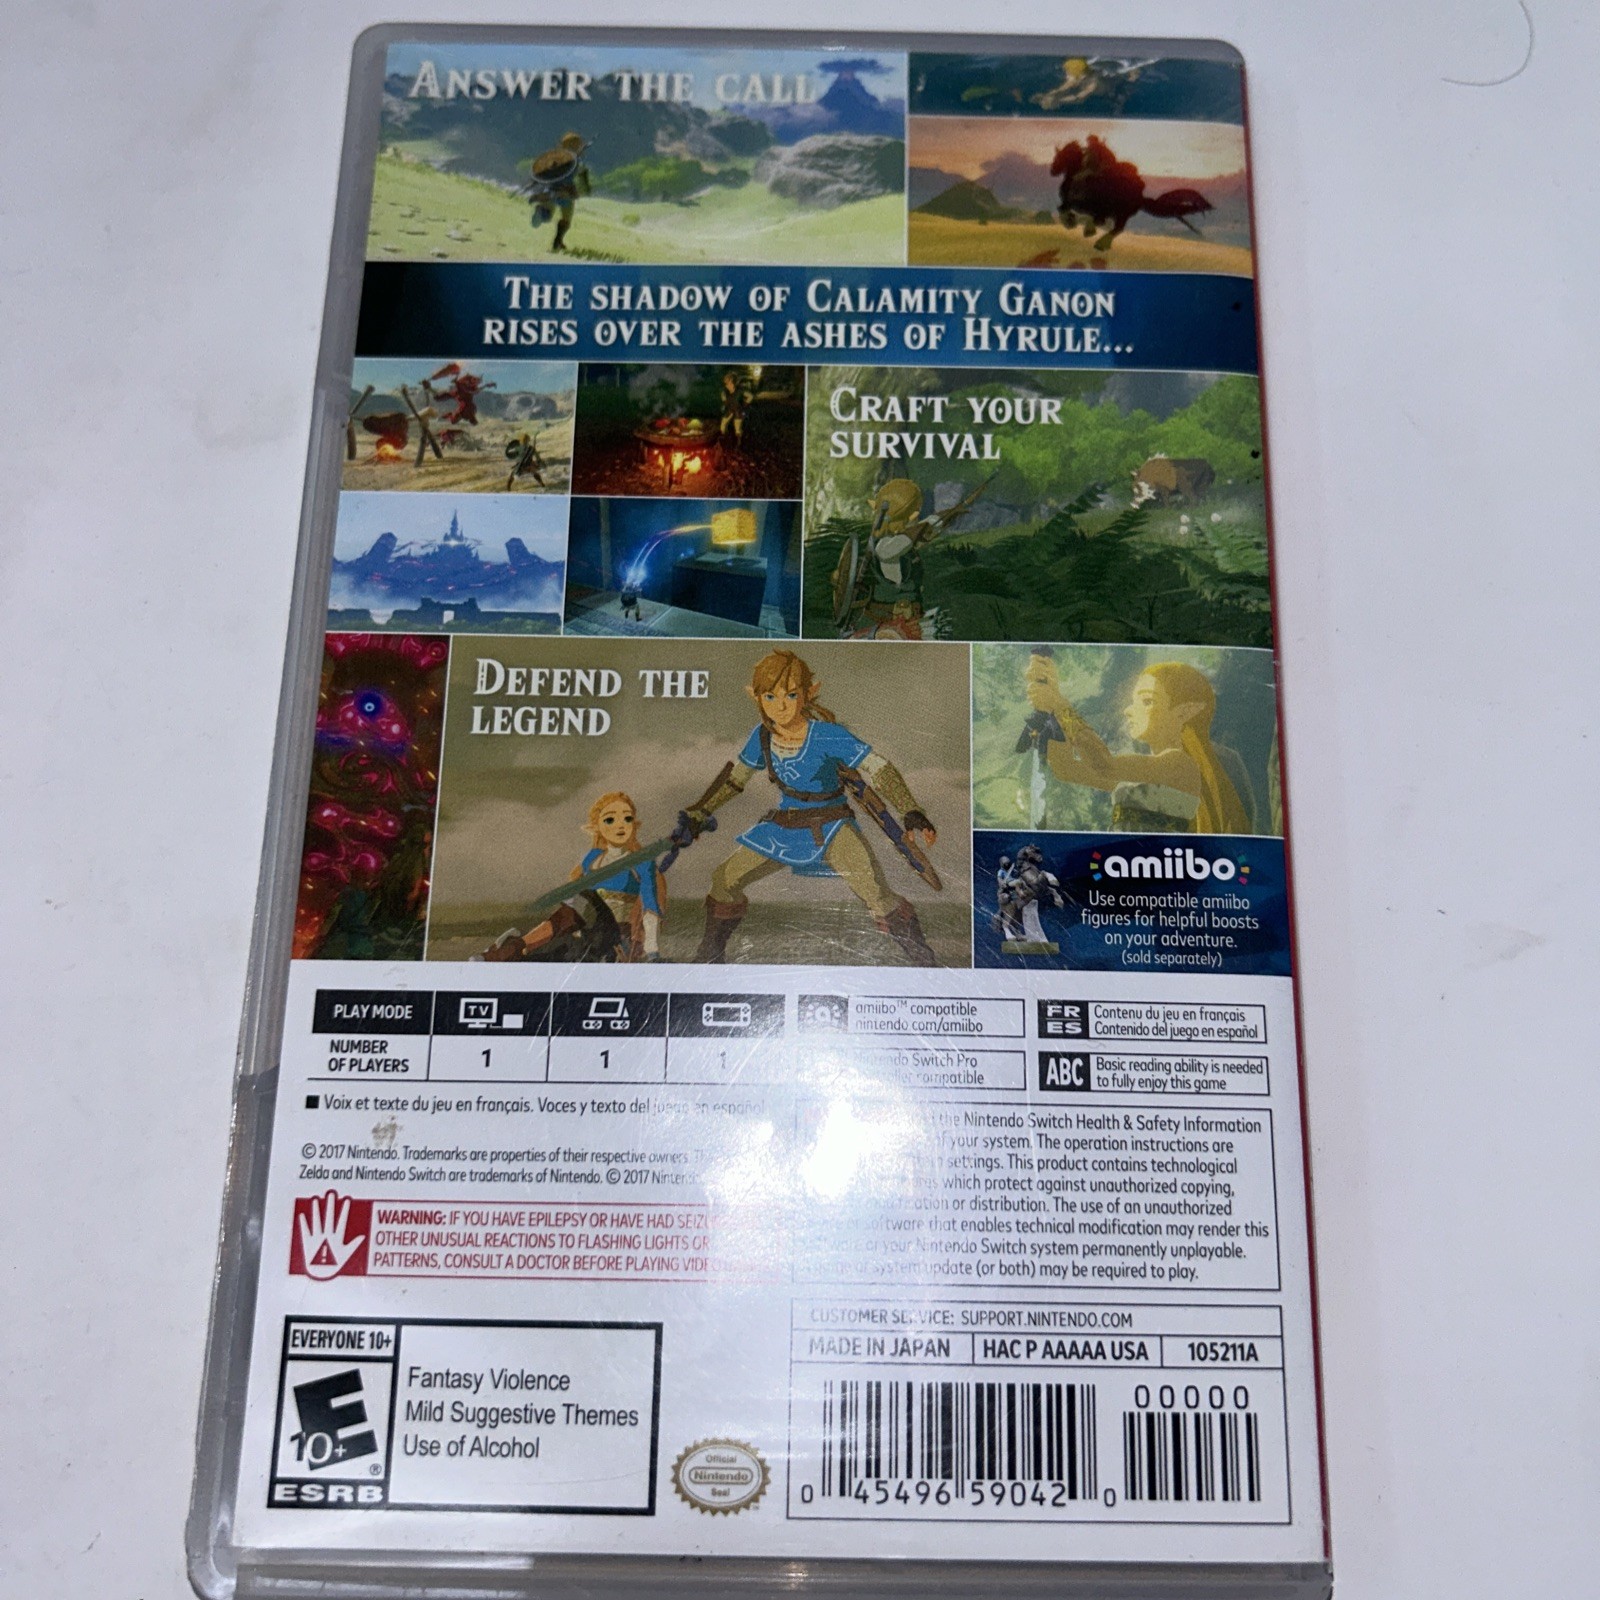 ANSWER THE CALL
THE SHADOW OF CALAMITY GANON
RISES OVER THE ASHES OF HYRULE...
CRAFT YOUR
SURVIVAL
DEFEND THE
LEGEND
amiibo
Use compatible amiibo
figures for helpful boosts
on your adventure.
(sold separately)
PLAY MODE
TV
NUMBER
OF PLAYERS
1
1
1
amiibo™ compatible
nintendo.com/amiibo
FR
ES
Contenu du jeu en français
Contenido del juego en español
Switch Pro
compatible
ABC
Basic reading ability is needed
to fully enjoy this game
■ Voix et texte du jeu en français. Voces y texto del juego en español
© 2017 Nintendo. Trademarks are properties of their respective owners.
Zelda and Nintendo Switch are trademarks of Nintendo. © 2017 Nintendo
WARNING: IF YOU HAVE EPILEPSY OR HAVE HAD
OTHER UNUSUAL REACTIONS TO FLASHING LIGHTS OR
PATTERNS, CONSULT A DOCTOR BEFORE PLAYING
the Nintendo Switch Health & Safety Information
of your system. The operation instructions are
settings. This product contains technological
which protect against unauthorized copying,
or distribution. The use of an unauthorized
software that enables technical modification may render this
or your Nintendo Switch system permanently unplayable.
system update (or both) may be required to play.
CUSTOMER SERVICE: SUPPORT.NINTENDO.COM
MADE IN JAPAN
HAC P AAAAA USA
105211A
EVERYONE 10+
E
10+
®
ESRB
Fantasy Violence
Mild Suggestive Themes
Use of Alcohol
Official
Nintendo
Seal
00000
0 45496 59042 0